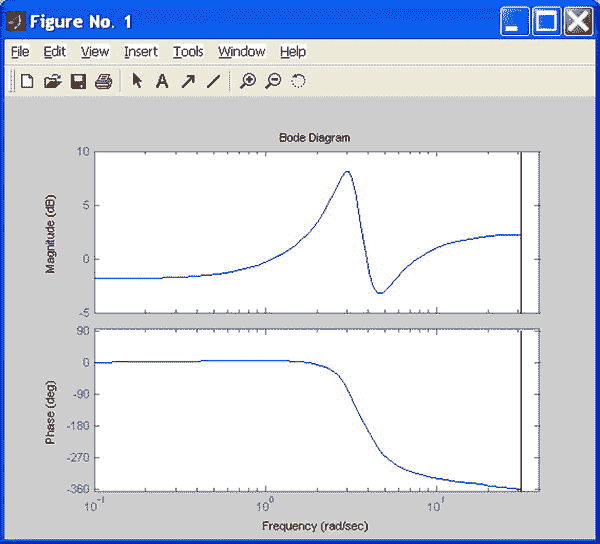 Figure No. 1
File Edit View Insert Tools Window Help
A
Bode Diagram
Magnitude (dB)
10
5
0
-5
Phase (deg)
90
0
-90
-180
-270
-360
10^-1
10^0
10^1
Frequency (rad/sec)